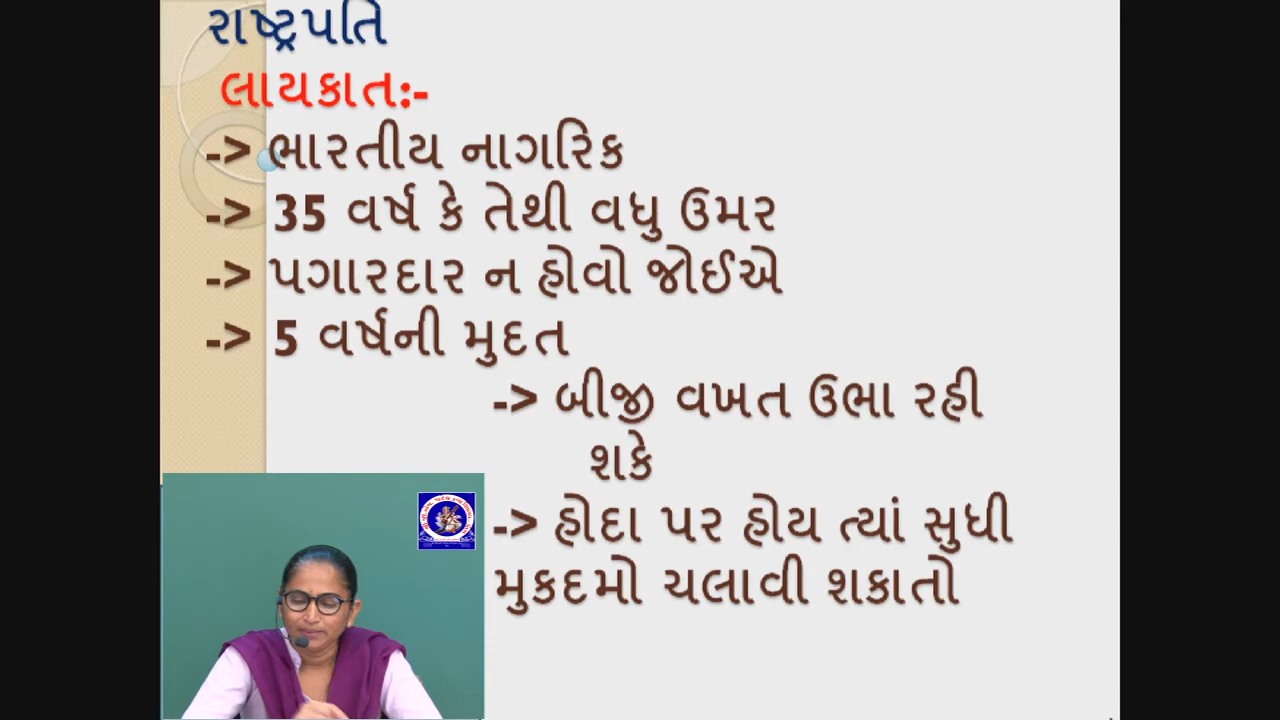 રાષ્ટ્રપતિ
લાયકાત:-
-> ભારતીય નાગરિક
-> 35 વર્ષ કે તેથી વધુ ઉમર
-> પગારદાર ન હોવો જોઈએ
-> 5 વર્ષની મુદત
-> બીજી વખત ઉભા રહી
શકે
-> હોદા પર હોય ત્યાં સુધી
મુકદમો ચલાવી શકાતો